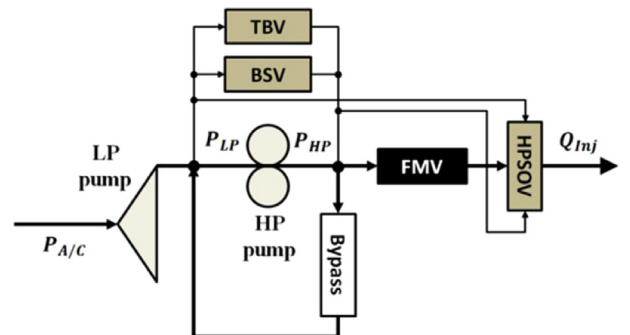 TBV
BSV
P_LP
P_HP
LP
pump
FMV
HPSOV
Q_Inj
P_A/C
HP
pump
Bypass